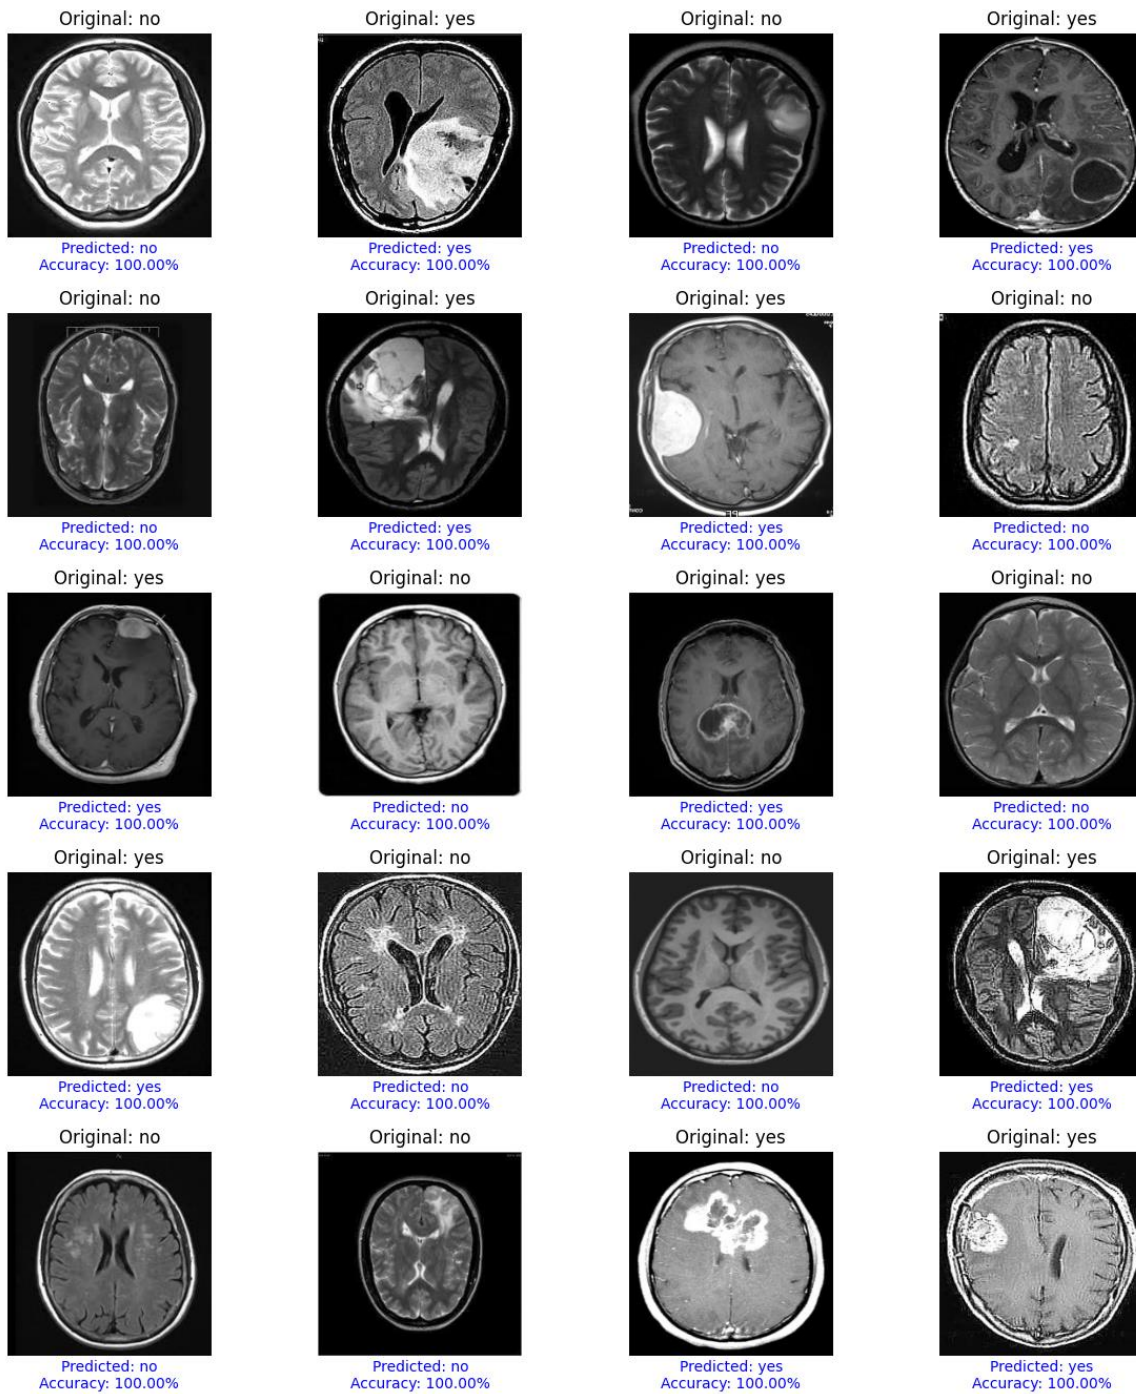 Original: no
Original: yes
Original: no
Original: yes
Predicted: no
Accuracy: 100.00%
Predicted: yes
Accuracy: 100.00%
Predicted: no
Accuracy: 100.00%
Predicted: yes
Accuracy: 100.00%
Original: no
Original: yes
Original: yes
Original: no
Predicted: no
Accuracy: 100.00%
Predicted: yes
Accuracy: 100.00%
Predicted: yes
Accuracy: 100.00%
Predicted: no
Accuracy: 100.00%
Original: yes
Original: no
Original: yes
Original: no
Predicted: yes
Accuracy: 100.00%
Predicted: no
Accuracy: 100.00%
Predicted: yes
Accuracy: 100.00%
Predicted: no
Accuracy: 100.00%
Original: yes
Original: no
Original: no
Original: yes
Predicted: yes
Accuracy: 100.00%
Predicted: no
Accuracy: 100.00%
Predicted: no
Accuracy: 100.00%
Predicted: yes
Accuracy: 100.00%
Original: no
Original: no
Original: yes
Original: yes
Predicted: no
Accuracy: 100.00%
Predicted: no
Accuracy: 100.00%
Predicted: yes
Accuracy: 100.00%
Predicted: yes
Accuracy: 100.00%